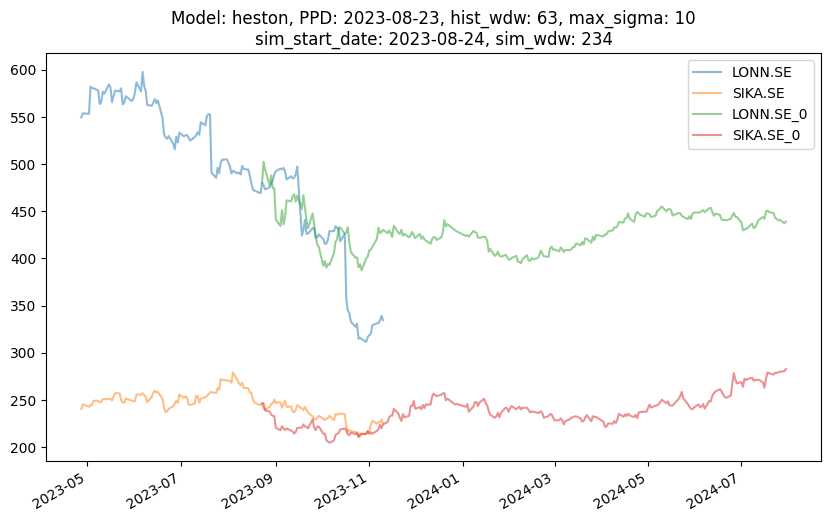 Model: heston, PPD: 2023-08-23, hist_wdw: 63, max_sigma: 10
sim_start_date: 2023-08-24, sim_wdw: 234
LONN.SE
SIKA.SE
LONN.SE_0
SIKA.SE_0
600
550
500
450
400
350
300
250
200
2023-05
2023-07
2023-09
2023-11
2024-01
2024-03
2024-05
2024-07